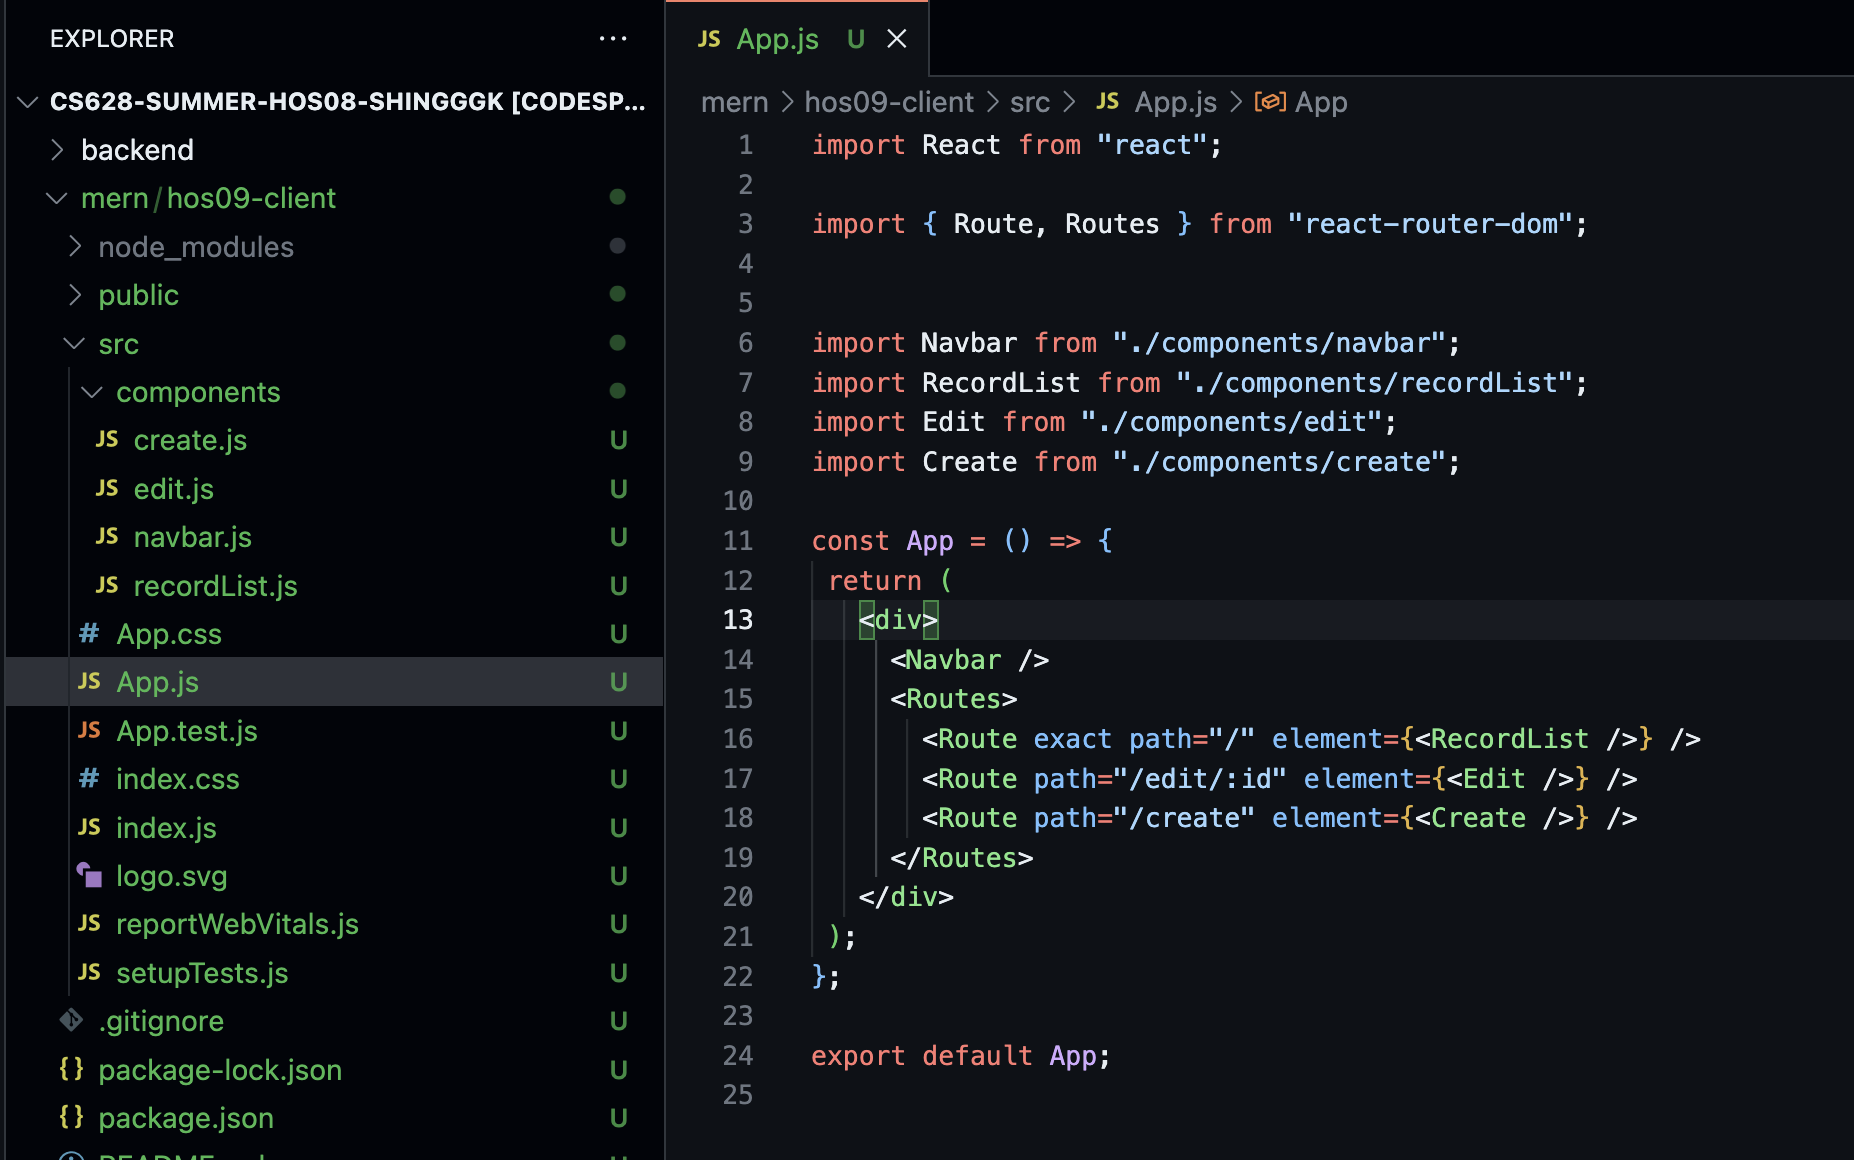 EXPLORER
CS628-SUMMER-HOS08-SHINGGGK [CODESP...
backend
mern/hos09-client
node_modules
public
src
components
JS create.js U
JS edit.js U
JS navbar.js U
JS recordList.js U
# App.css U
JS App.js U
JS App.test.js U
# index.css U
JS index.js U
logo.svg U
JS reportWebVitals.js U
JS setupTests.js U
.gitignore U
{} package-lock.json U
{} package.json U
JS App.js U
mern > hos09-client > src > JS App.js > App
1 import React from "react";
2
3 import { Route, Routes } from "react-router-dom";
4
5
6 import Navbar from "./components/navbar";
7 import RecordList from "./components/recordList";
8 import Edit from "./components/edit";
9 import Create from "./components/create";
10
11 const App = () => {
12 return (
13 <div>
14 <Navbar />
15 <Routes>
16 <Route exact path="/" element={<RecordList />} />
17 <Route path="/edit/:id" element={<Edit />} />
18 <Route path="/create" element={<Create />} />
19 </Routes>
20 </div>
21 );
22 };
23
24 export default App;
25